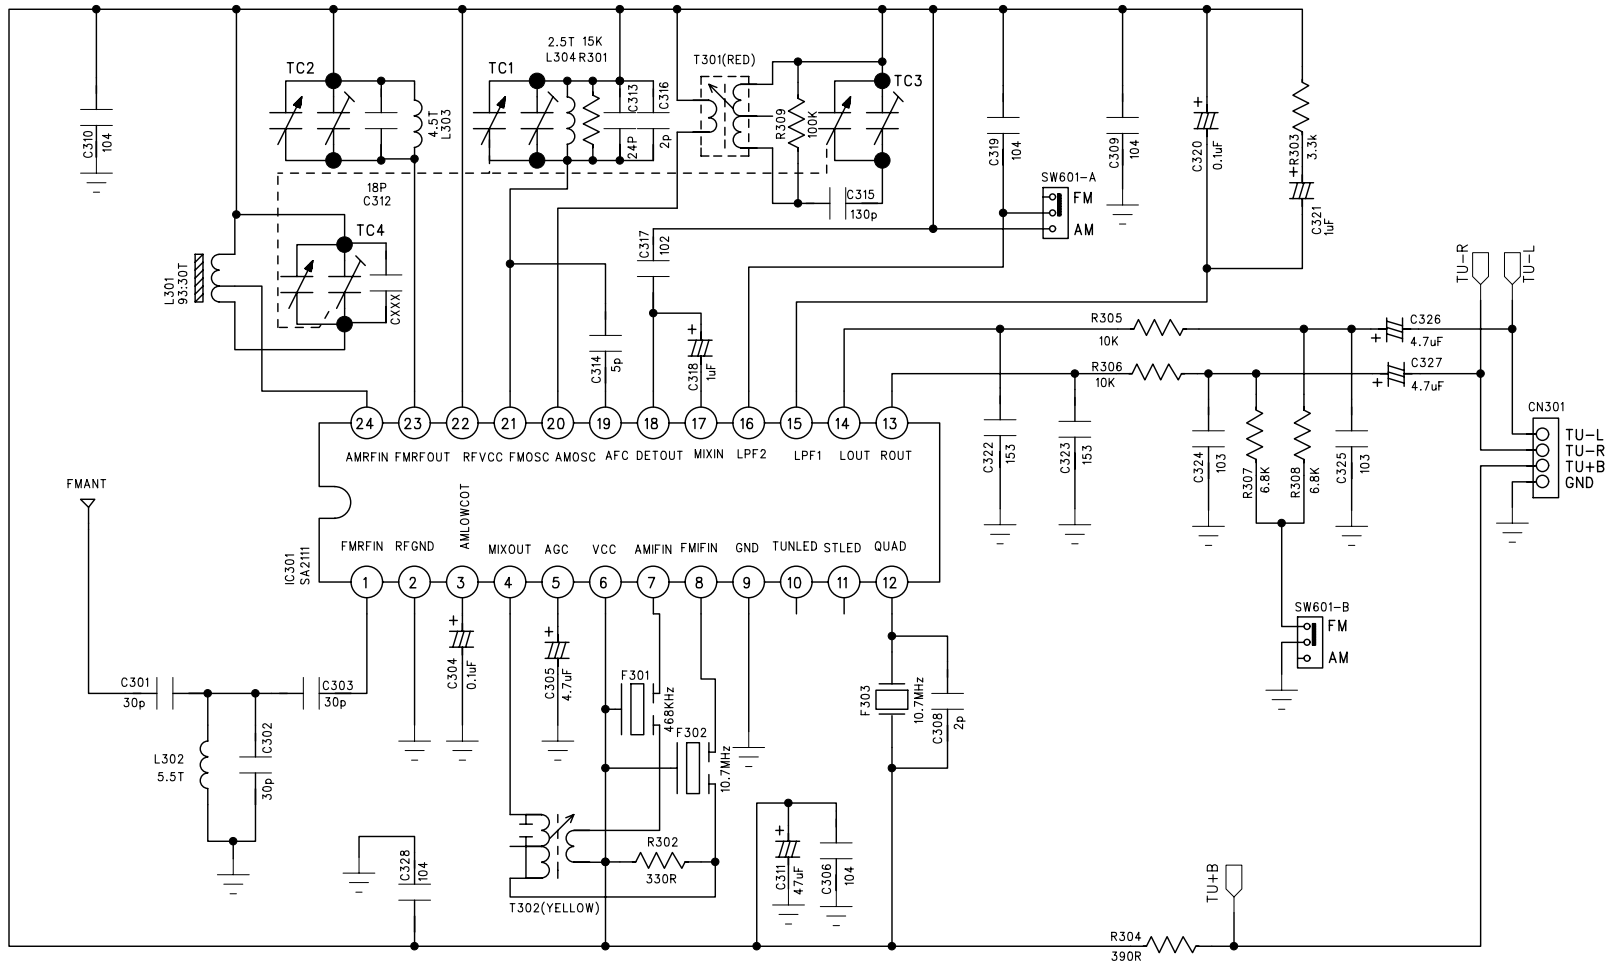 2.5T 15K
L304 R301
T301(RED)
TC2
TC1
TC3
C310
104
4.5T
L303
C313
24P
C316
2p
R309
100K
C319
104
C309
104
C320
+
0.1uF
+
R303
3.3k
C321
1uF
18P
C312
C315
130p
SW601-A
FM
AM
TC4
L301
93:30T
CXXX
C317
102
TU-R
TU-L
C314
5p
C318
+
1uF
R305
10K
R306
10K
+
C326
4.7uF
+
C327
4.7uF
CN301
TU-L
TU-R
TU+B
GND
24
23
22
21
20
19
18
17
16
15
14
13
AMRFIN
FMRFOUT
RFVCC
FMOSC
AMOSC
AFC
DETOUT
MIXIN
LPF2
LPF1
LOUT
ROUT
C322
153
C323
153
C324
103
R307
6.8K
R308
6.8K
C325
103
FMANT
IC301
SA2111
FMRFIN
RFGND
AMLOWCOT
MIXOUT
AGC
VCC
AMIFIN
FMIFIN
GND
TUNLED
STLED
QUAD
1
2
3
4
5
6
7
8
9
10
11
12
SW601-B
FM
AM
C301
30p
C303
30p
C304
+
0.1uF
C305
+
4.7uF
F301
468KHz
F302
10.7MHz
F303
10.7MHz
C308
2p
L302
5.5T
C302
30p
C328
104
T302(YELLOW)
R302
330R
C311
+
47uF
C306
104
TU+B
R304
390R